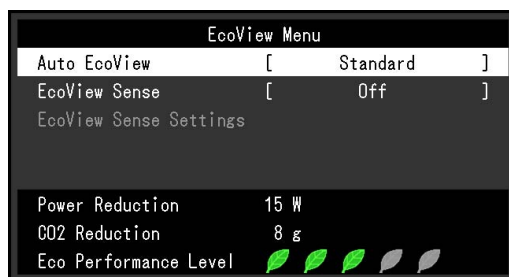 EcoView Menu
Auto EcoView [ Standard ]
EcoView Sense [ Off ]
EcoView Sense Settings
Power Reduction 15 W
CO2 Reduction 8 g
Eco Performance Level